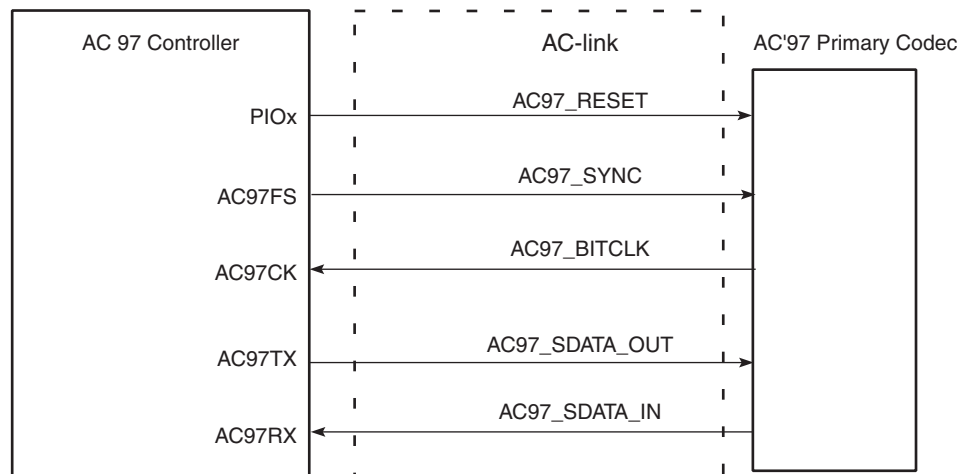 AC 97 Controller
AC-link
AC'97 Primary Codec
PIOx
AC97_RESET
AC97FS
AC97_SYNC
AC97CK
AC97_BITCLK
AC97TX
AC97_SDATA_OUT
AC97RX
AC97_SDATA_IN